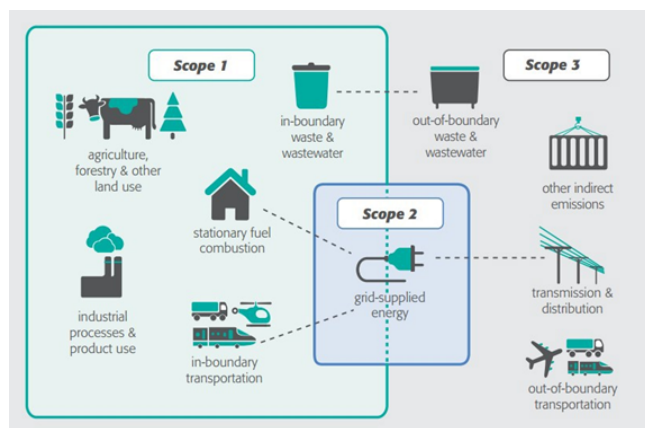 Scope 1
Scope 3
in-boundary
waste &
wastewater
out-of-boundary
waste &
wastewater
agriculture,
forestry & other
land use
other indirect
emissions
Scope 2
stationary fuel
combustion
grid-supplied
energy
transmission &
distribution
industrial
processes &
product use
in-boundary
transportation
out-of-boundary
transportation